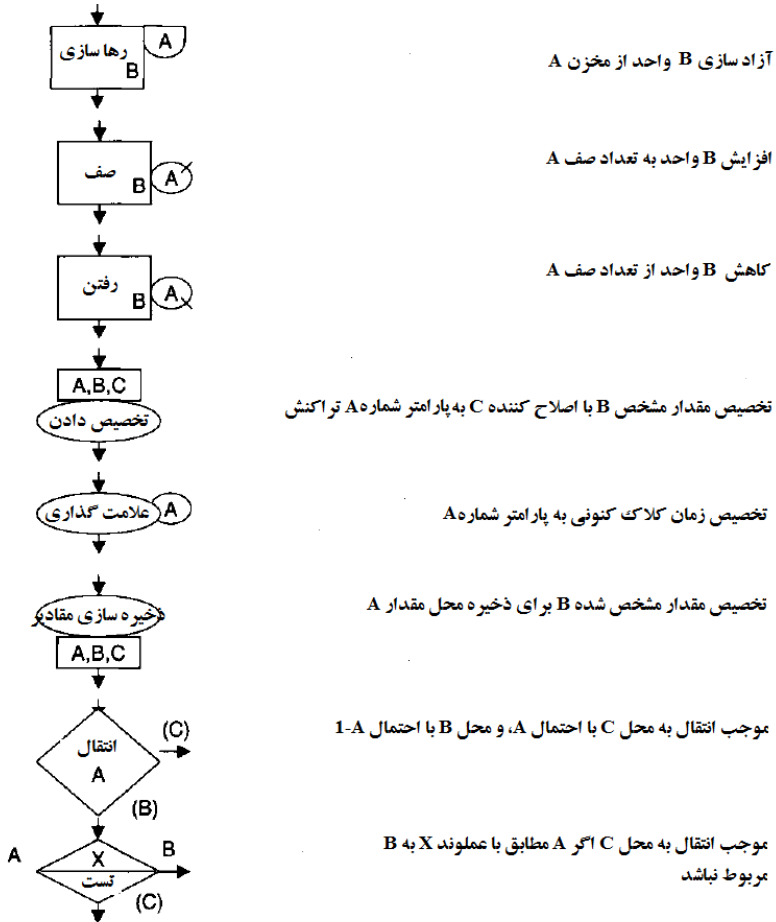 A
رها سازی
B
آزاد سازی B واحد از مخزن A
صف
B
A
افزایش B واحد به تعداد صف A
رفتن
B
A
کاهش B واحد از تعداد صف A
A,B,C
تخصیص دادن
تخصیص مقدار مشخص B با اصلاح کننده C به پارامتر شماره A تراکنش
علامت گذاری
A
تخصیص زمان کلاک کنونی به پارامتر شماره A
ذخیره سازی مقادیر
A,B,C
تخصیص مقدار مشخص شده B برای ذخیره محل مقدار A
انتقال
A
(C)
(B)
موجب انتقال به محل C با احتمال A، و محل B با احتمال 1-A
A
X
B
تست
(C)
موجب انتقال به محل C اگر A مطابق با عملوند X به B
مربوط نباشد